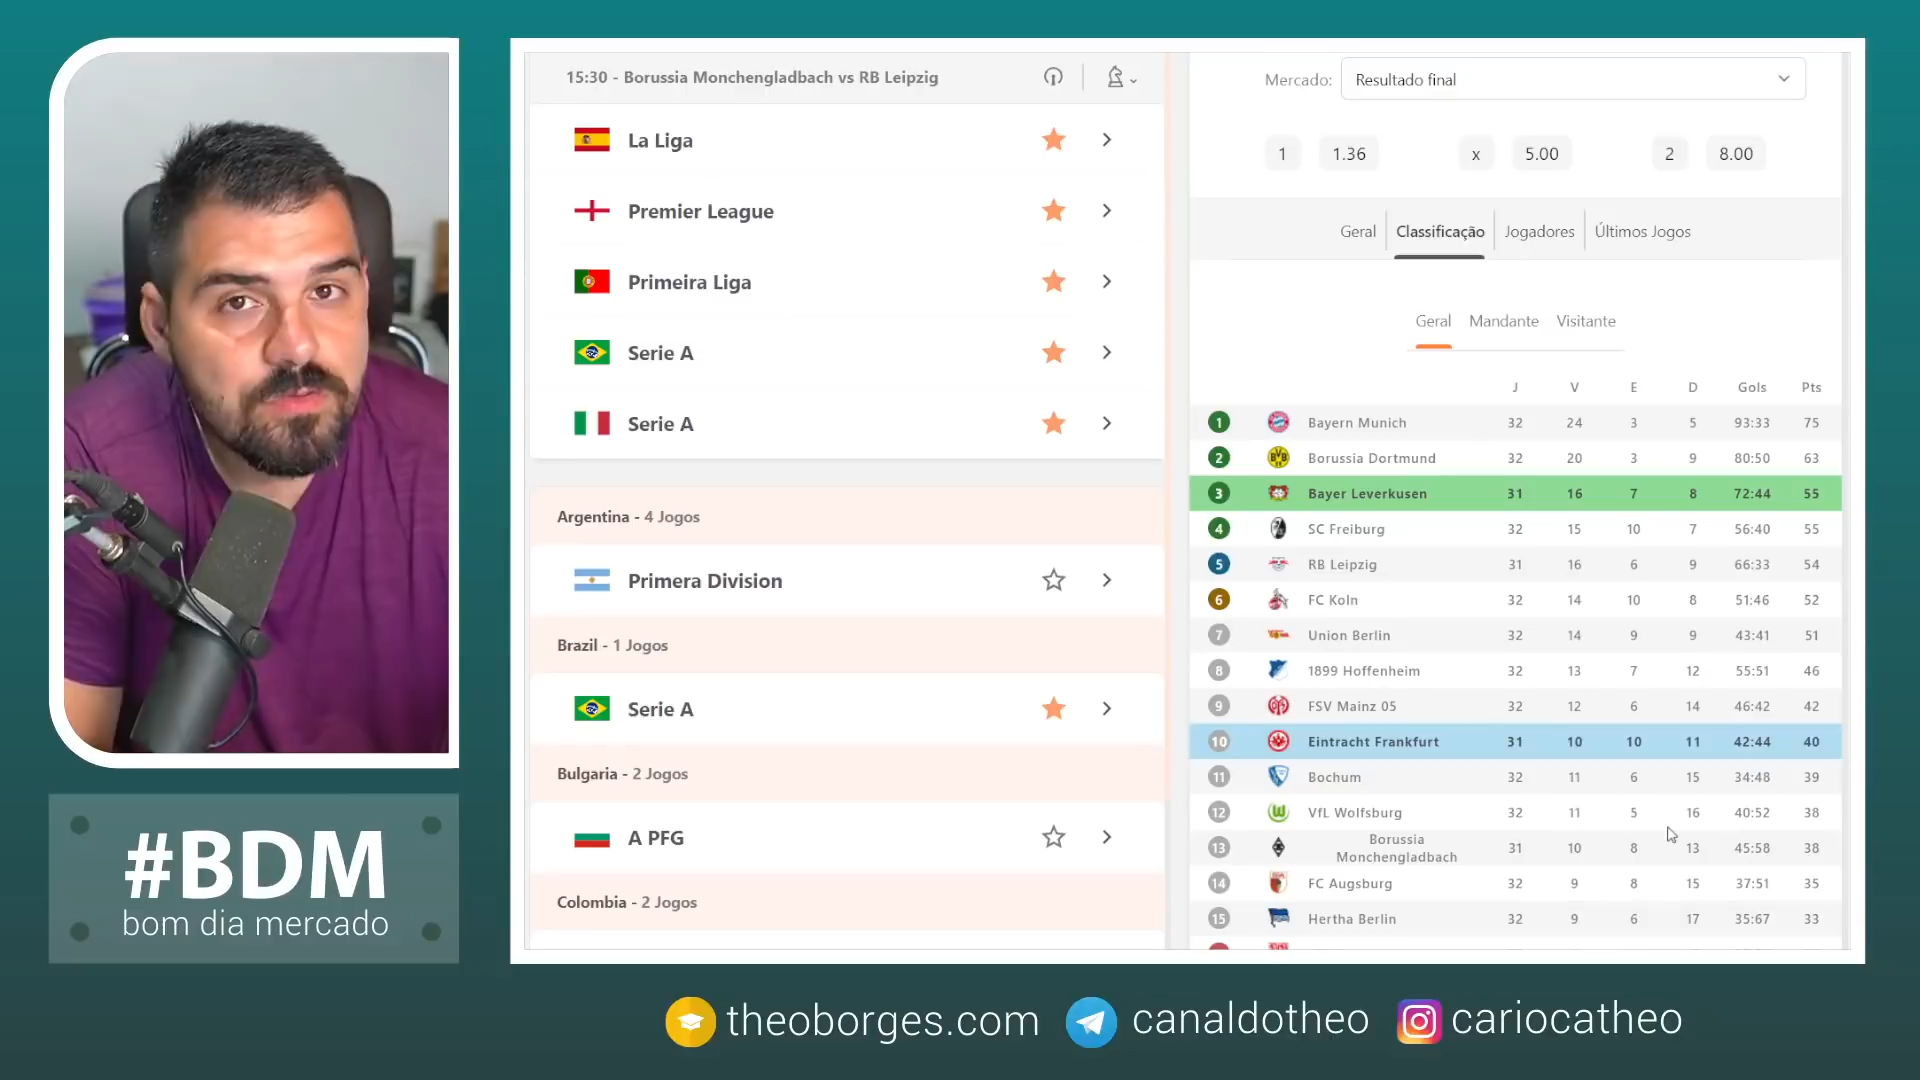 15:30 - Borussia Monchengladbach vs RB Leipzig
La Liga
Premier League
Primeira Liga
Serie A
Serie A
Argentina - 4 Jogos
Primera Division
Brazil - 1 Jogos
Serie A
Bulgaria - 2 Jogos
A PFG
Colombia - 2 Jogos
Mercado: Resultado final
1 1.36 x 5.00 2 8.00
Geral Classificação Jogadores Últimos Jogos
Geral Mandante Visitante
J V E D Gols Pts
1 Bayern Munich 32 24 3 5 93:33 75
2 Borussia Dortmund 32 20 3 9 80:50 63
3 Bayer Leverkusen 31 16 7 8 72:44 55
4 SC Freiburg 32 15 10 7 56:40 55
5 RB Leipzig 31 16 6 9 66:33 54
6 FC Koln 32 14 10 8 51:46 52
7 Union Berlin 32 14 9 9 43:41 51
8 1899 Hoffenheim 32 13 7 12 55:51 46
9 FSV Mainz 05 32 12 6 14 46:42 42
10 Eintracht Frankfurt 31 10 10 11 42:44 40
11 Bochum 32 11 6 15 34:48 39
12 VfL Wolfsburg 32 11 5 16 40:52 38
13 Borussia Monchengladbach 31 10 8 13 45:58 38
14 FC Augsburg 32 9 8 15 37:51 35
15 Hertha Berlin 32 9 6 17 35:67 33
#BDM
bom dia mercado
theoborges.com canaldotheo cariocatheo